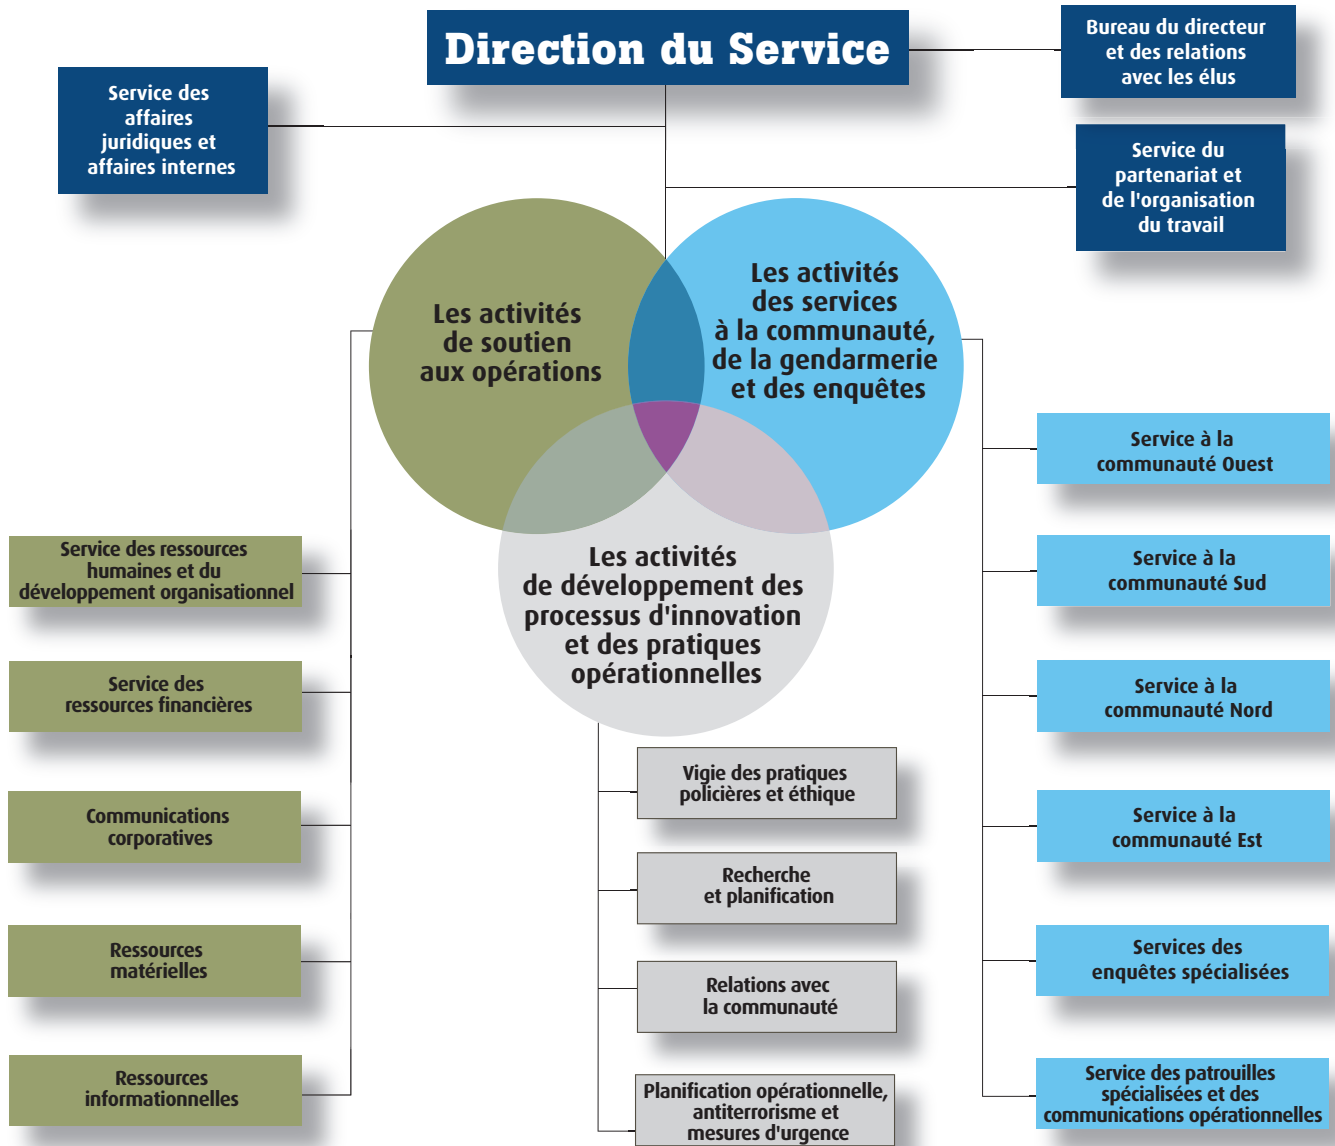 Direction du Service
Bureau du directeur
et des relations
avec les élus
Service des
affaires
juridiques et
affaires internes
Service du
partenariat et
de l'organisation
du travail
Les activités
de soutien
aux opérations
Les activités
des services
à la communauté,
de la gendarmerie
et des enquêtes
Les activités
de développement des
processus d'innovation
et des pratiques
opérationnelles
Service des ressources
humaines et du
développement organisationnel
Service des
ressources financières
Communications
corporatives
Ressources
matérielles
Ressources
informationnelles
Vigie des pratiques
policières et éthique
Recherche
et planification
Relations avec
la communauté
Planification opérationnelle,
antiterrorisme et
mesures d'urgence
Service à la
communauté Ouest
Service à la
communauté Sud
Service à la
communauté Nord
Service à la
communauté Est
Services des
enquêtes spécialisées
Service des patrouilles
spécialisées et des
communications opérationnelles